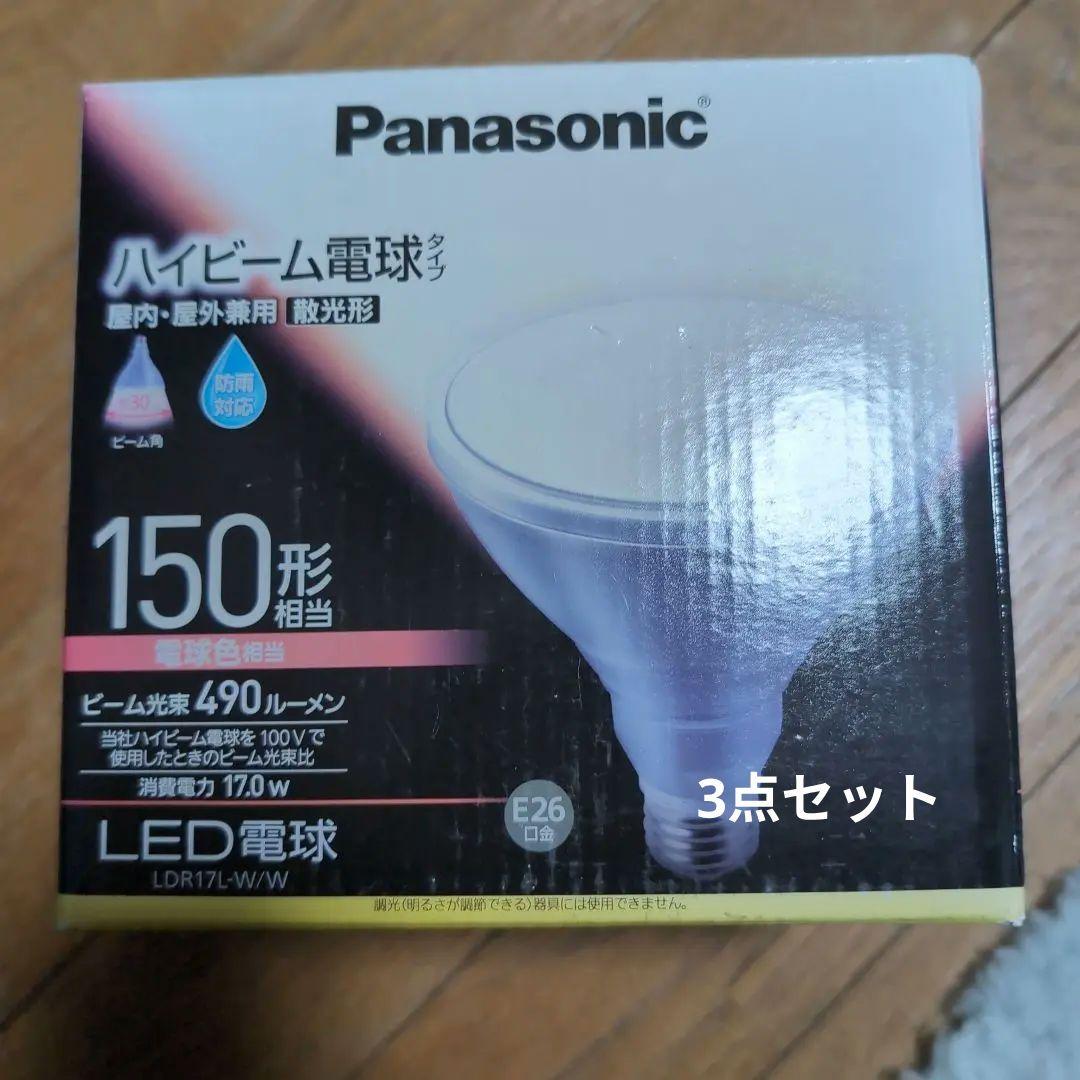 Panasonic®
ハイビーム電球タイプ
屋内・屋外兼用 散光形
30
防雨
対応
ビーム角
150形
相当
電球色相当
ビーム光束 490ルーメン
当社ハイビーム電球を100Vで
使用したときのビーム光束比
消費電力 17.0W
E26
口金
3点セット
LED電球
LDR17L-W/W
調光(明るさが調節できる)器具には使用できません。